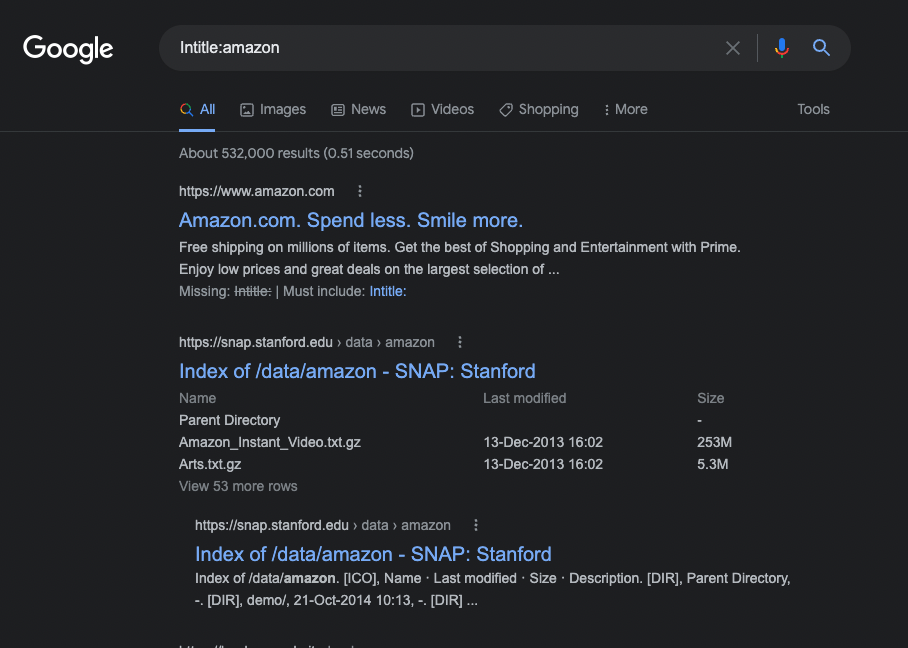 Google
Intitle:amazon
All Images News Videos Shopping More Tools
About 532,000 results (0.51 seconds)
https://www.amazon.com
Amazon.com. Spend less. Smile more.
Free shipping on millions of items. Get the best of Shopping and Entertainment with Prime.
Enjoy low prices and great deals on the largest selection of ...
Missing: Intitle: | Must include: Intitle:
https://snap.stanford.edu › data › amazon
Index of /data/amazon - SNAP: Stanford
Name Last modified Size
Parent Directory -
Amazon_Instant_Video.txt.gz 13-Dec-2013 16:02 253M
Arts.txt.gz 13-Dec-2013 16:02 5.3M
View 53 more rows
https://snap.stanford.edu › data › amazon
Index of /data/amazon - SNAP: Stanford
Index of /data/amazon. [ICO], Name · Last modified · Size · Description. [DIR], Parent Directory,
-. [DIR], demo/, 21-Oct-2014 10:13, -. [DIR] ...